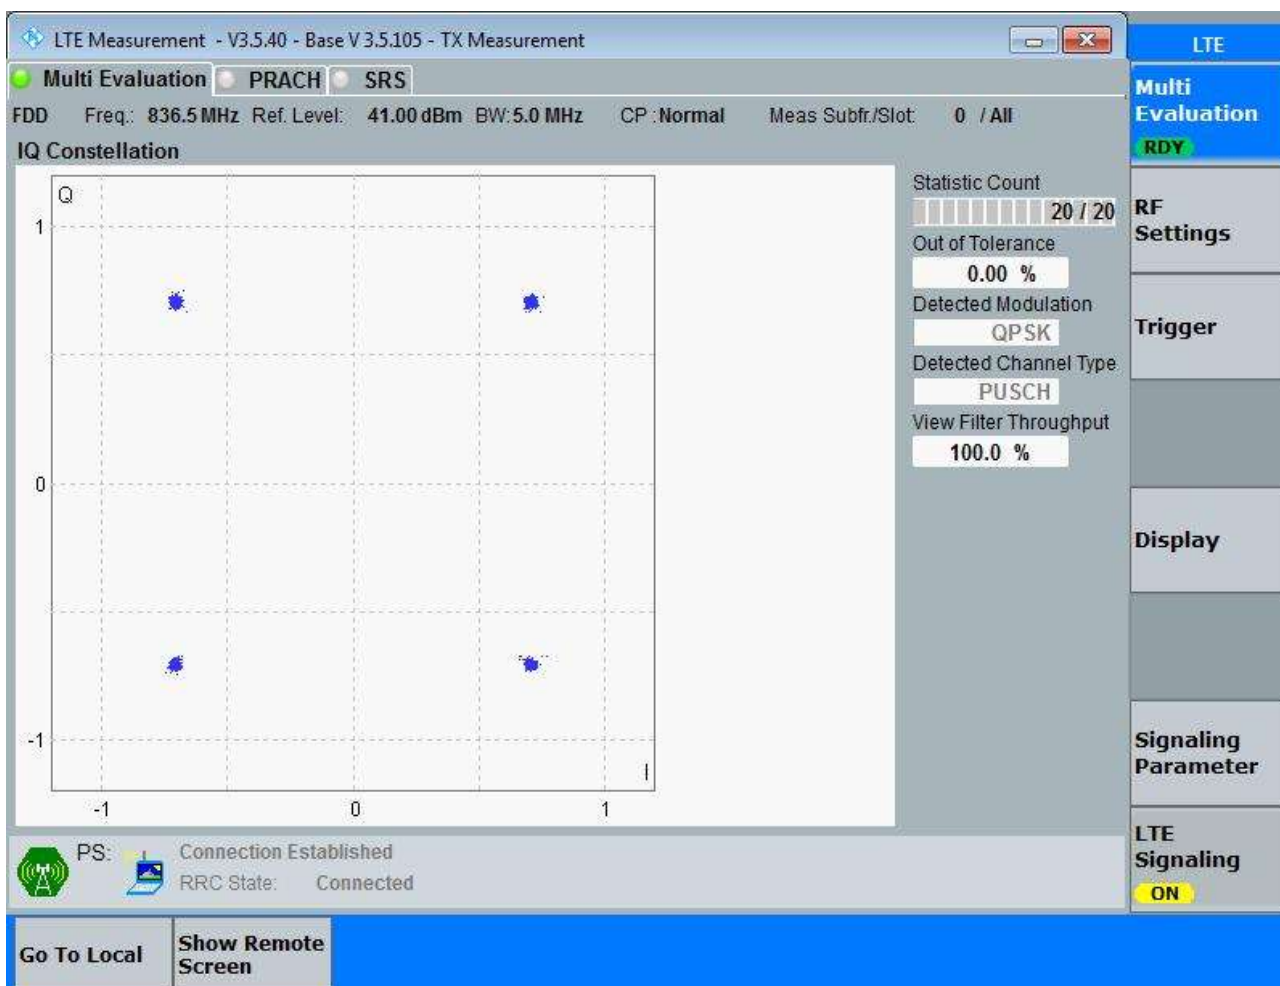 LTE Measurement - V3.5.40 - Base V 3.5.105 - TX Measurement
LTE
Multi Evaluation PRACH SRS
FDD Freq.: 836.5 MHz Ref. Level: 41.00 dBm BW: 5.0 MHz CP : Normal Meas Subfr./Slot: 0 / All
IQ Constellation
Q
1
0
-1
I
-1 0 1
Statistic Count
20 / 20
Out of Tolerance
0.00 %
Detected Modulation
QPSK
Detected Channel Type
PUSCH
View Filter Throughput
100.0 %
Multi
Evaluation
RDY
RF
Settings
Trigger
Display
Signaling
Parameter
LTE
Signaling
ON
PS: Connection Established
RRC State: Connected
Go To Local
Show Remote
Screen